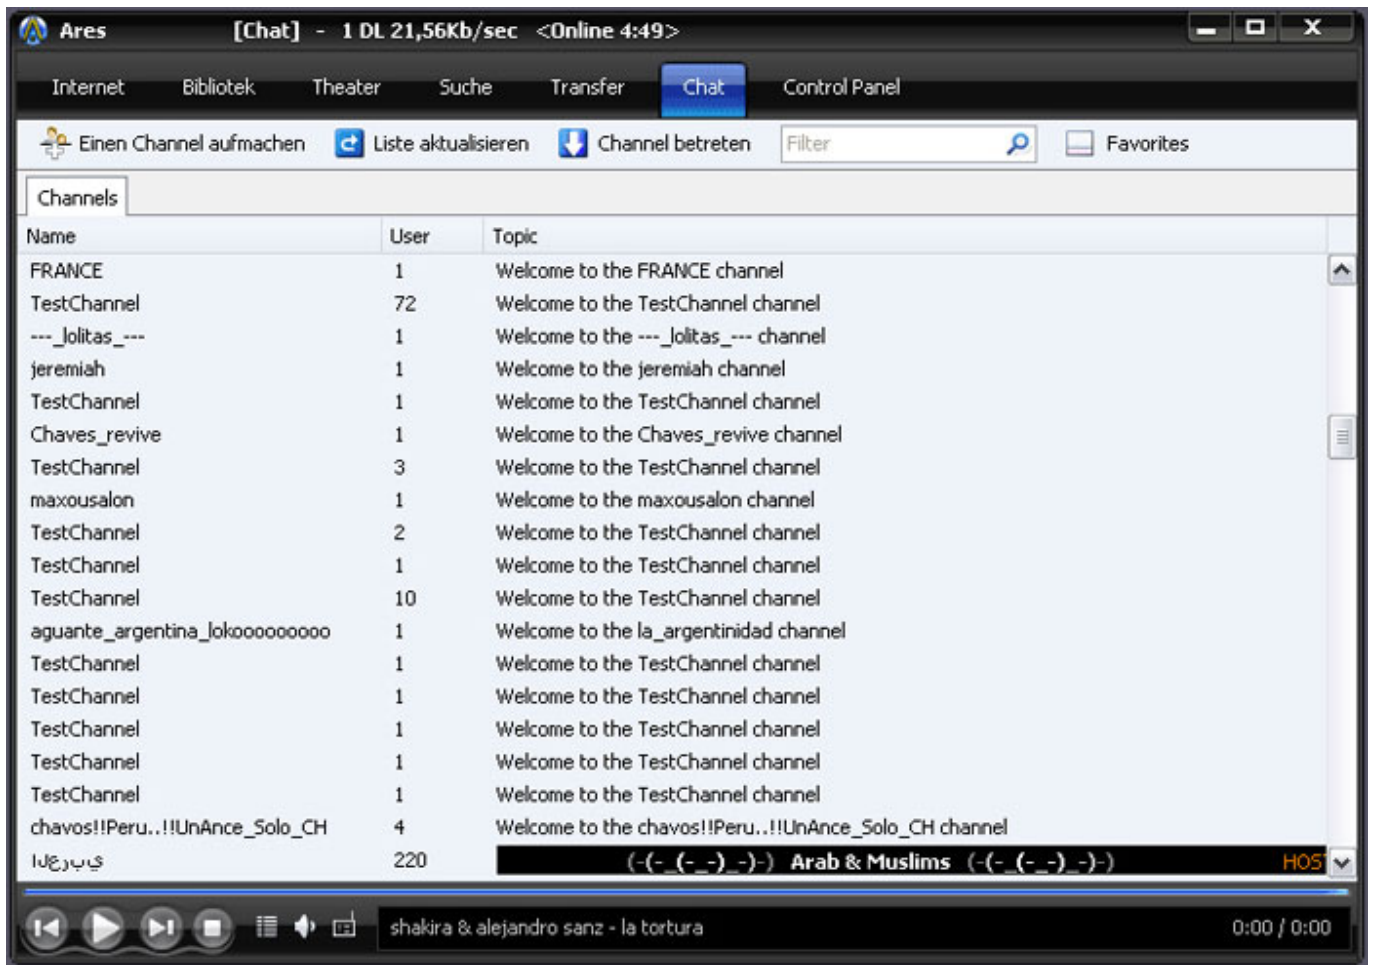 Ares [Chat] - 1 DL 21,56Kb/sec <Online 4:49>
Internet Bibliotek Theater Suche Transfer Chat Control Panel
Einen Channel aufmachen Liste aktualisieren Channel betreten Filter Favorites
Channels
Name User Topic
FRANCE 1 Welcome to the FRANCE channel
TestChannel 72 Welcome to the TestChannel channel
---_lolitas_--- 1 Welcome to the ---_lolitas_--- channel
jeremiah 1 Welcome to the jeremiah channel
TestChannel 1 Welcome to the TestChannel channel
Chaves_revive 1 Welcome to the Chaves_revive channel
TestChannel 3 Welcome to the TestChannel channel
maxousalon 1 Welcome to the maxousalon channel
TestChannel 2 Welcome to the TestChannel channel
TestChannel 1 Welcome to the TestChannel channel
TestChannel 10 Welcome to the TestChannel channel
aguante_argentina_lokooooooooo 1 Welcome to the la_argentinidad channel
TestChannel 1 Welcome to the TestChannel channel
TestChannel 1 Welcome to the TestChannel channel
TestChannel 1 Welcome to the TestChannel channel
TestChannel 1 Welcome to the TestChannel channel
TestChannel 1 Welcome to the TestChannel channel
chavos!!Peru..!!UnAnce_Solo_CH 4 Welcome to the chavos!!Peru..!!UnAnce_Solo_CH channel
العربي 220 (-(-_(-_-)_-)-) Arab & Muslims (-(-_(-_-)_-)-) HOST
shakira & alejandro sanz - la tortura 0:00 / 0:00